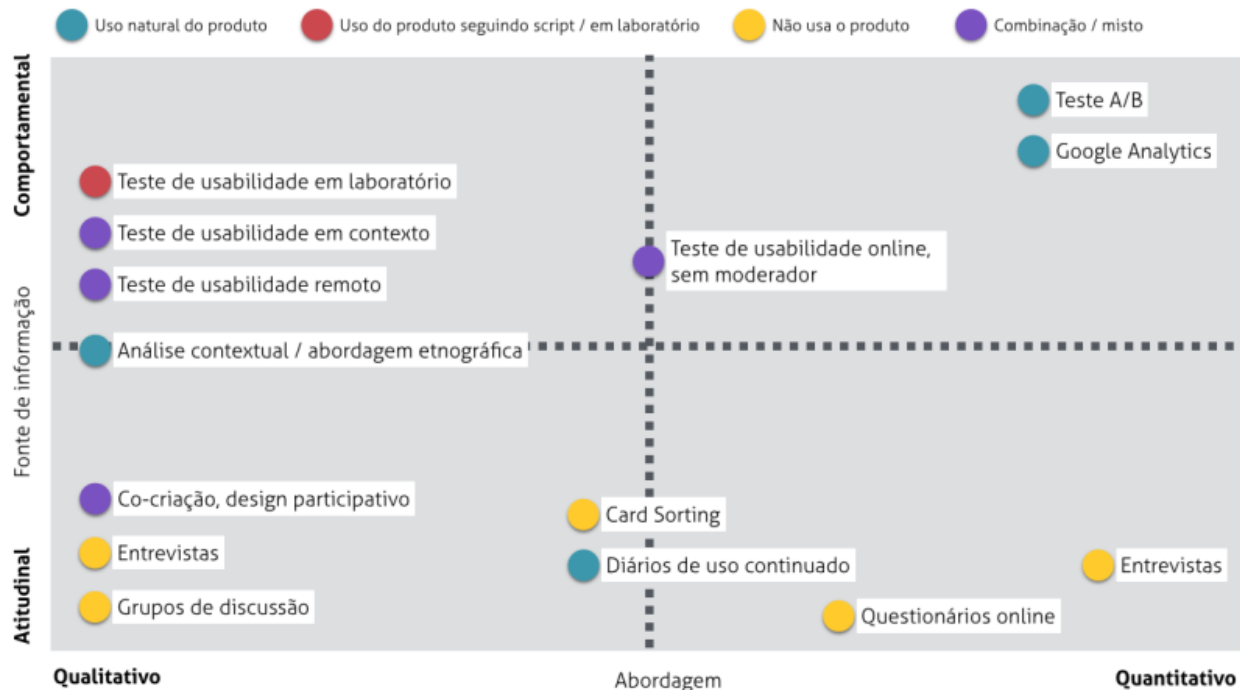 Uso natural do produto
Uso do produto seguindo script / em laboratório
Não usa o produto
Combinação / misto
Comportamental
Fonte de informação
Atitudinal
Teste A/B
Google Analytics
Teste de usabilidade em laboratório
Teste de usabilidade em contexto
Teste de usabilidade online,
sem moderador
Teste de usabilidade remoto
Análise contextual / abordagem etnográfica
Co-criação, design participativo
Card Sorting
Entrevistas
Diários de uso continuado
Entrevistas
Grupos de discussão
Questionários online
Qualitativo
Abordagem
Quantitativo